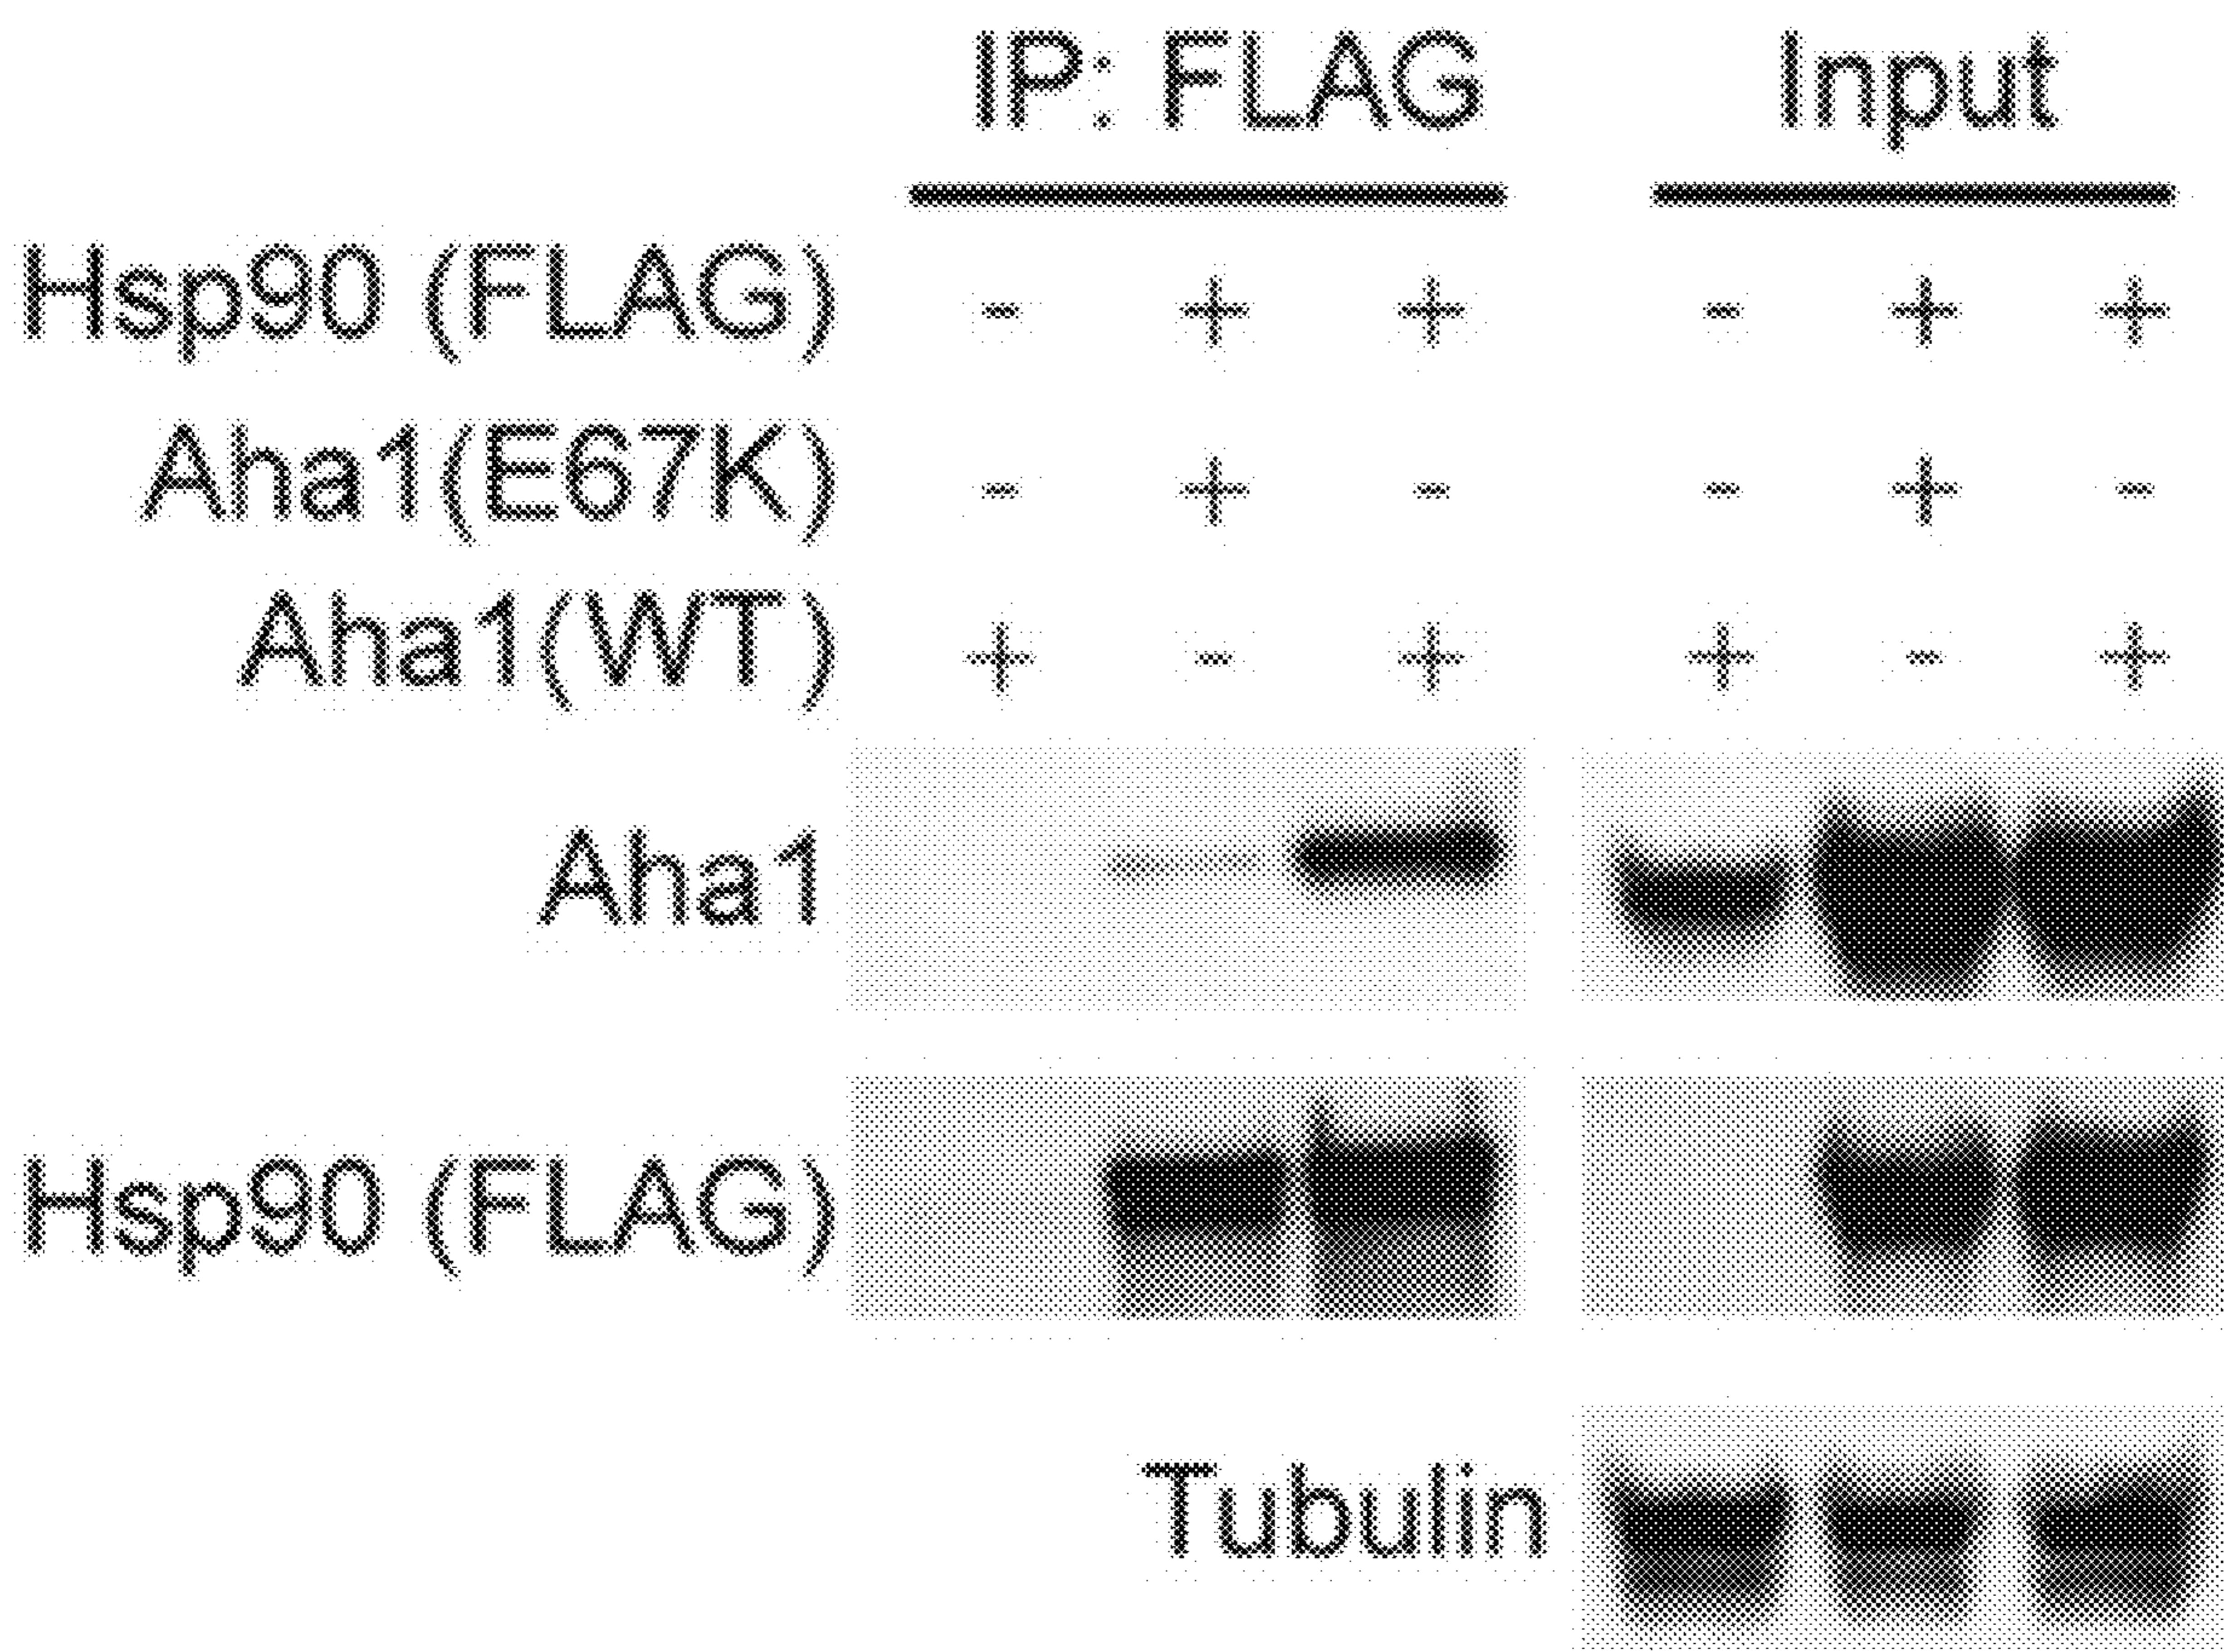 IP: FLAG Input
Hsp90 (FLAG) - + + - + +
Aha1(E67K) - + - - + -
Aha1(WT) + - + + - +
Aha1
Hsp90 (FLAG)
Tubulin